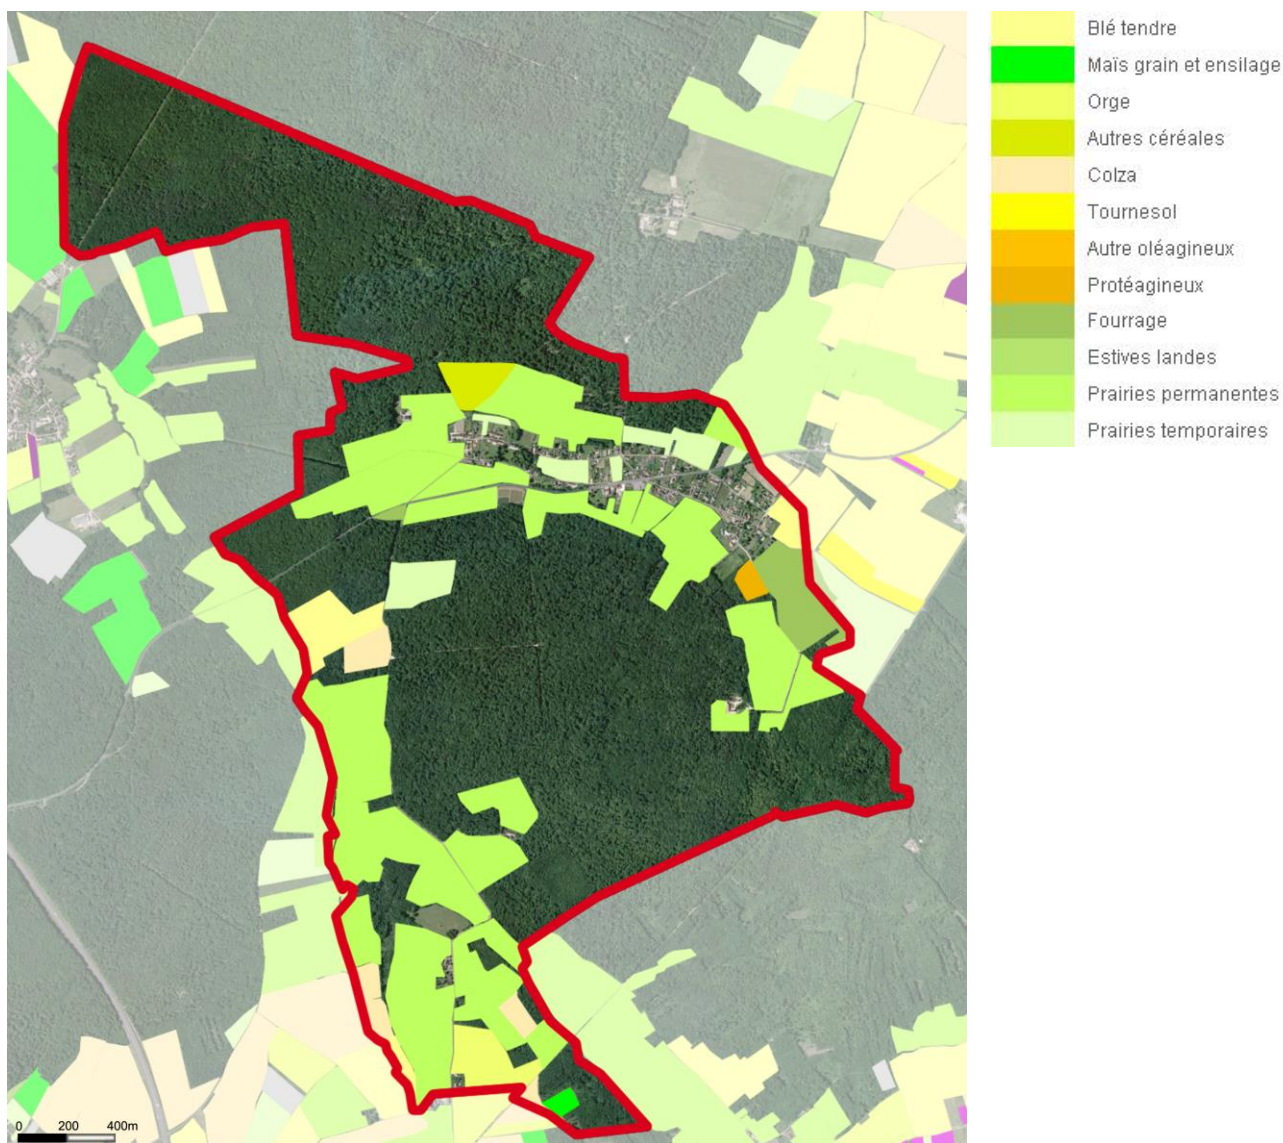 Blé tendre
Maïs grain et ensilage
Orge
Autres céréales
Colza
Tournesol
Autre oléagineux
Protéagineux
Fourrage
Estives landes
Prairies permanentes
Prairies temporaires
0 200 400m